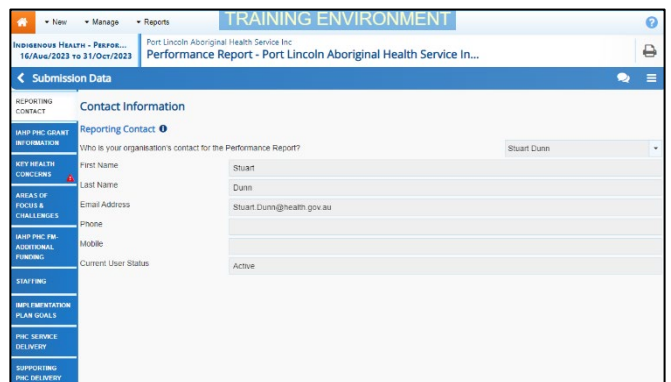 New Manage Reports TRAINING ENVIRONMENT
INDIGENOUS HEALTH - PERFOR...
16/AUG/2023 TO 31/OCT/2023
Port Lincoln Aboriginal Health Service Inc
Performance Report - Port Lincoln Aboriginal Health Service In...
Submission Data
REPORTING
CONTACT
IAHP PHC GRANT
INFORMATION
KEY HEALTH
CONCERNS
AREAS OF
FOCUS &
CHALLENGES
IAHP PHC FM-
ADDITIONAL
FUNDING
STAFFING
IMPLEMENTATION
PLAN GOALS
PHC SERVICE
DELIVERY
SUPPORTING
PHC DELIVERY
Contact Information
Reporting Contact
Who is your organisation's contact for the Performance Report? Stuart Dunn
First Name Stuart
Last Name Dunn
Email Address Stuart.Dunn@health.gov.au
Phone
Mobile
Current User Status Active